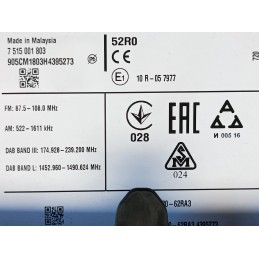 Made in Malaysia
7 515 001 803
905CM1803H4395273
52R0
E1
10 R - 05 7977
FM: 87.5 - 108.0 MHz
AM: 522 - 1611 kHz
DAB BAND III: 174.928 - 239.200 MHz
DAB BAND L: 1452.960 - 1490.624 MHz
028
EAC
И 005 16
024
-62RA3